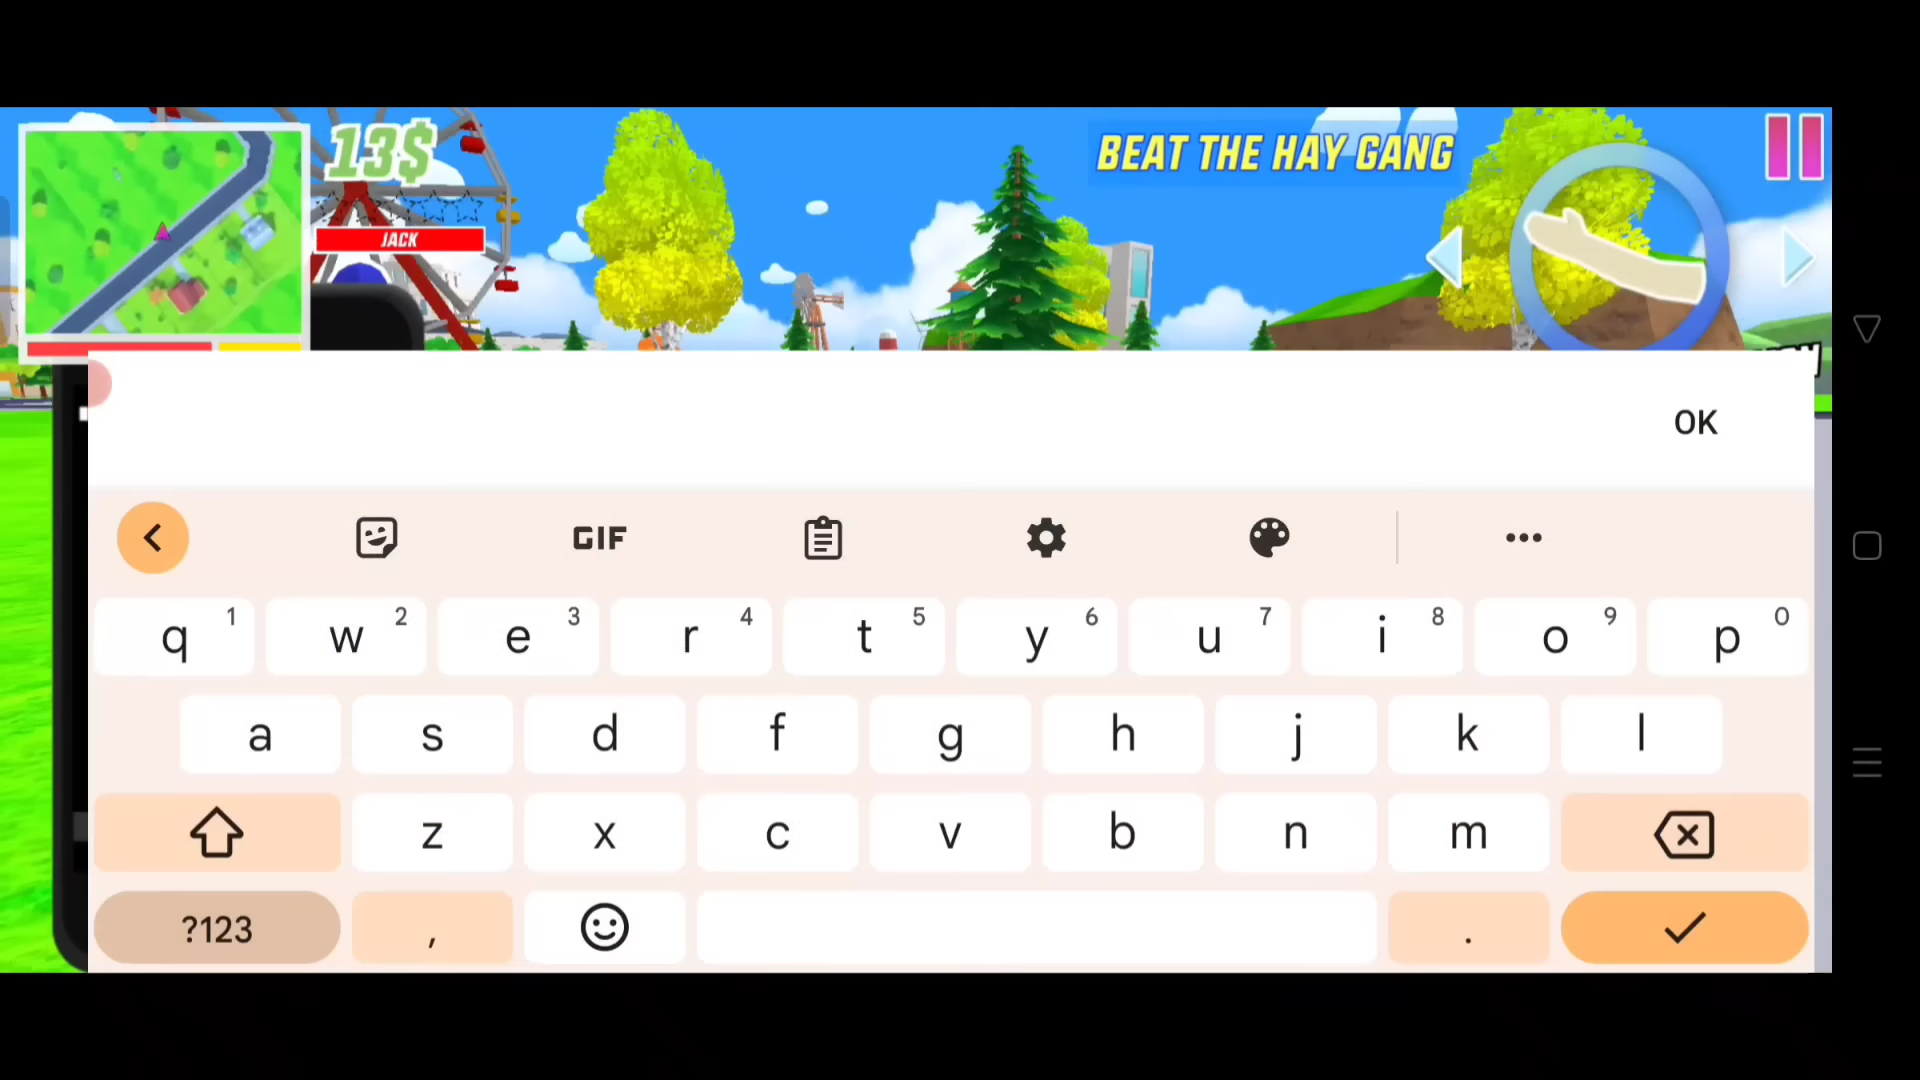 13$
BEAT THE HAY GANG
JACK
OK
GIF
q 1 w 2 e 3 r 4 t 5 y 6 u 7 i 8 o 9 p 0
a s d f g h j k l
z x c v b n m
?123 , .